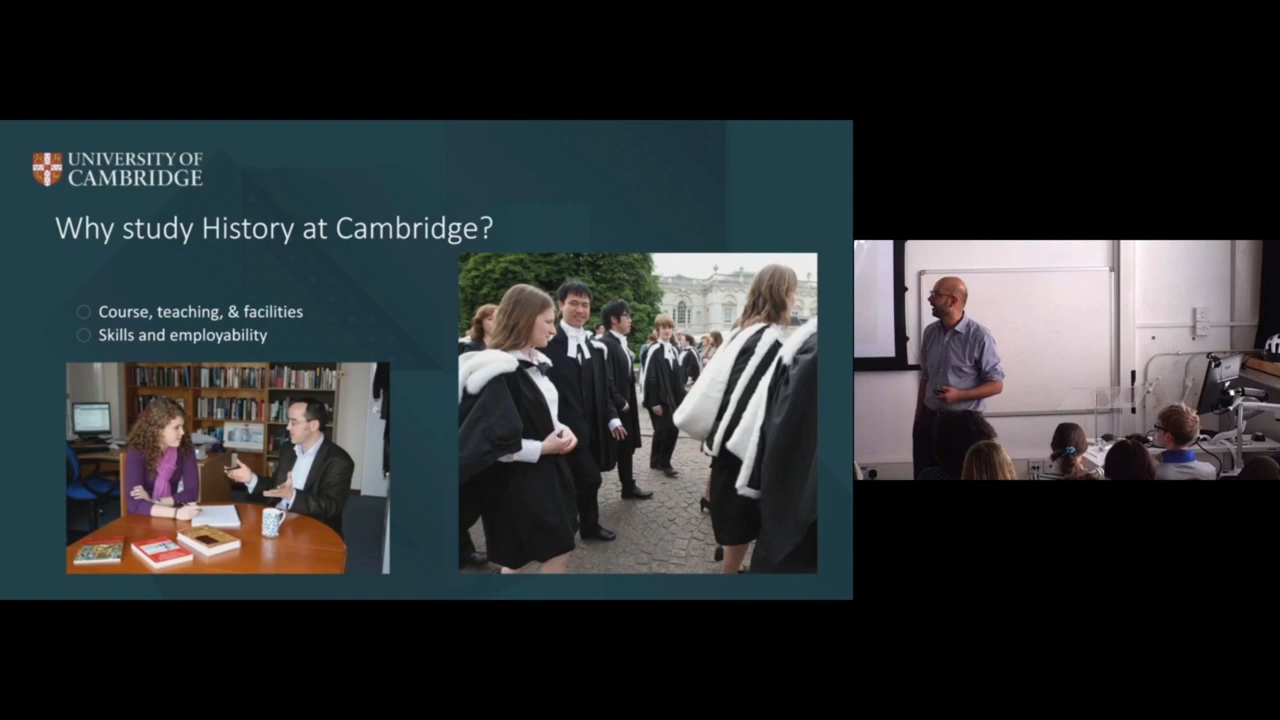 UNIVERSITY OF
CAMBRIDGE
Why study History at Cambridge?
Course, teaching, & facilities
Skills and employability